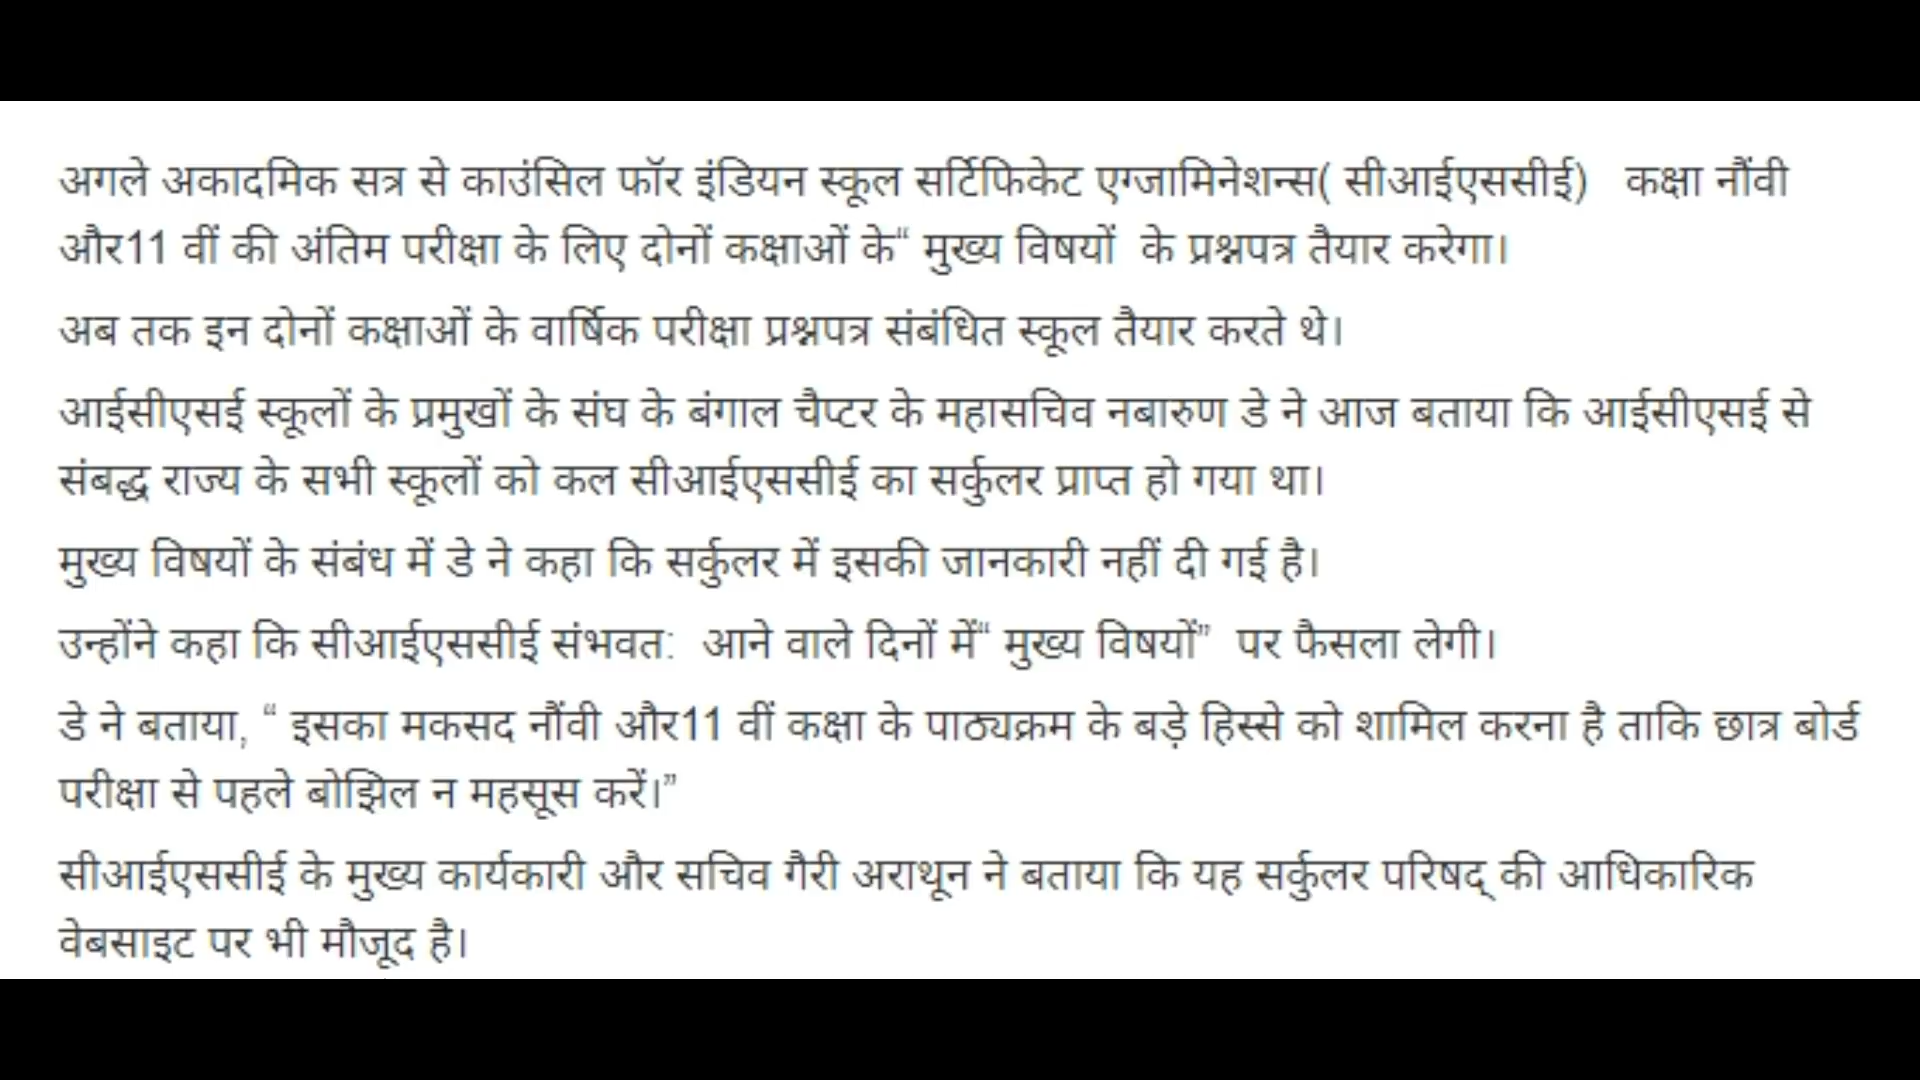 अगले अकादमिक सत्र से काउंसिल फॉर इंडियन स्कूल सर्टिफिकेट एग्जामिनेशन्स( सीआईएससीई)   कक्षा नौंवी
और11 वीं की अंतिम परीक्षा के लिए दोनों कक्षाओं के“ मुख्य विषयों  के प्रश्नपत्र तैयार करेगा।
अब तक इन दोनों कक्षाओं के वार्षिक परीक्षा प्रश्नपत्र संबंधित स्कूल तैयार करते थे।
आईसीएसई स्कूलों के प्रमुखों के संघ के बंगाल चैप्टर के महासचिव नबारुण डे ने आज बताया कि आईसीएसई से
संबद्ध राज्य के सभी स्कूलों को कल सीआईएससीई का सर्कुलर प्राप्त हो गया था।
मुख्य विषयों के संबंध में डे ने कहा कि सर्कुलर में इसकी जानकारी नहीं दी गई है।
उन्होंने कहा कि सीआईएससीई संभवत:  आने वाले दिनों में“ मुख्य विषयों”  पर फैसला लेगी।
डे ने बताया, “ इसका मकसद नौंवी और11 वीं कक्षा के पाठ्यक्रम के बड़े हिस्से को शामिल करना है ताकि छात्र बोर्ड
परीक्षा से पहले बोझिल न महसूस करें।”
सीआईएससीई के मुख्य कार्यकारी और सचिव गैरी अराथून ने बताया कि यह सर्कुलर परिषद् की आधिकारिक
वेबसाइट पर भी मौजूद है।